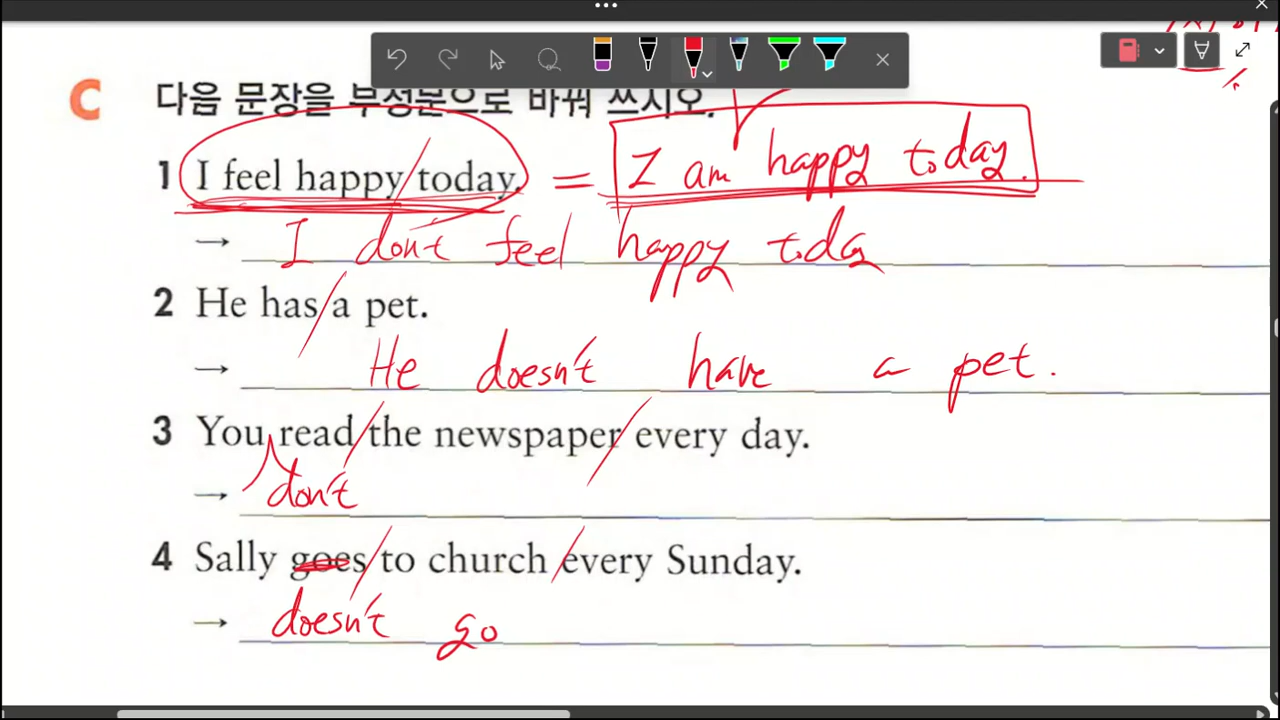 C 다음 문장을 부정문으로 바꿔 쓰시오.
1 I feel happy today. = I am happy today.
→ I don't feel happy today
2 He has a pet.
→ He doesn't have a pet.
3 You read the newspaper every day.
→ don't
4 Sally goes to church every Sunday.
→ doesn't go